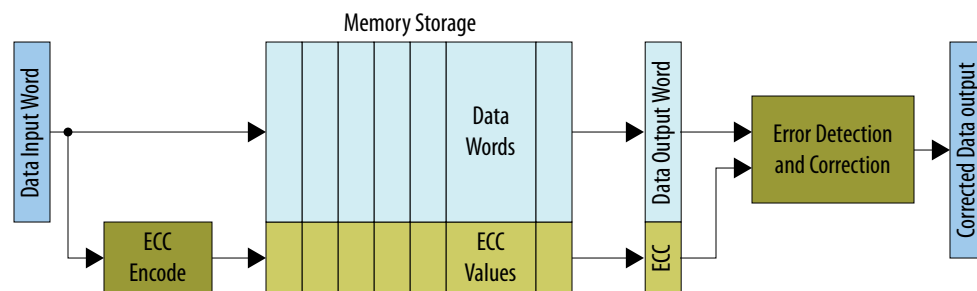 Memory Storage
Data Input Word
Data
Words
Data Output Word
Error Detection
and Correction
Corrected Data output
ECC
Encode
ECC
Values
ECC